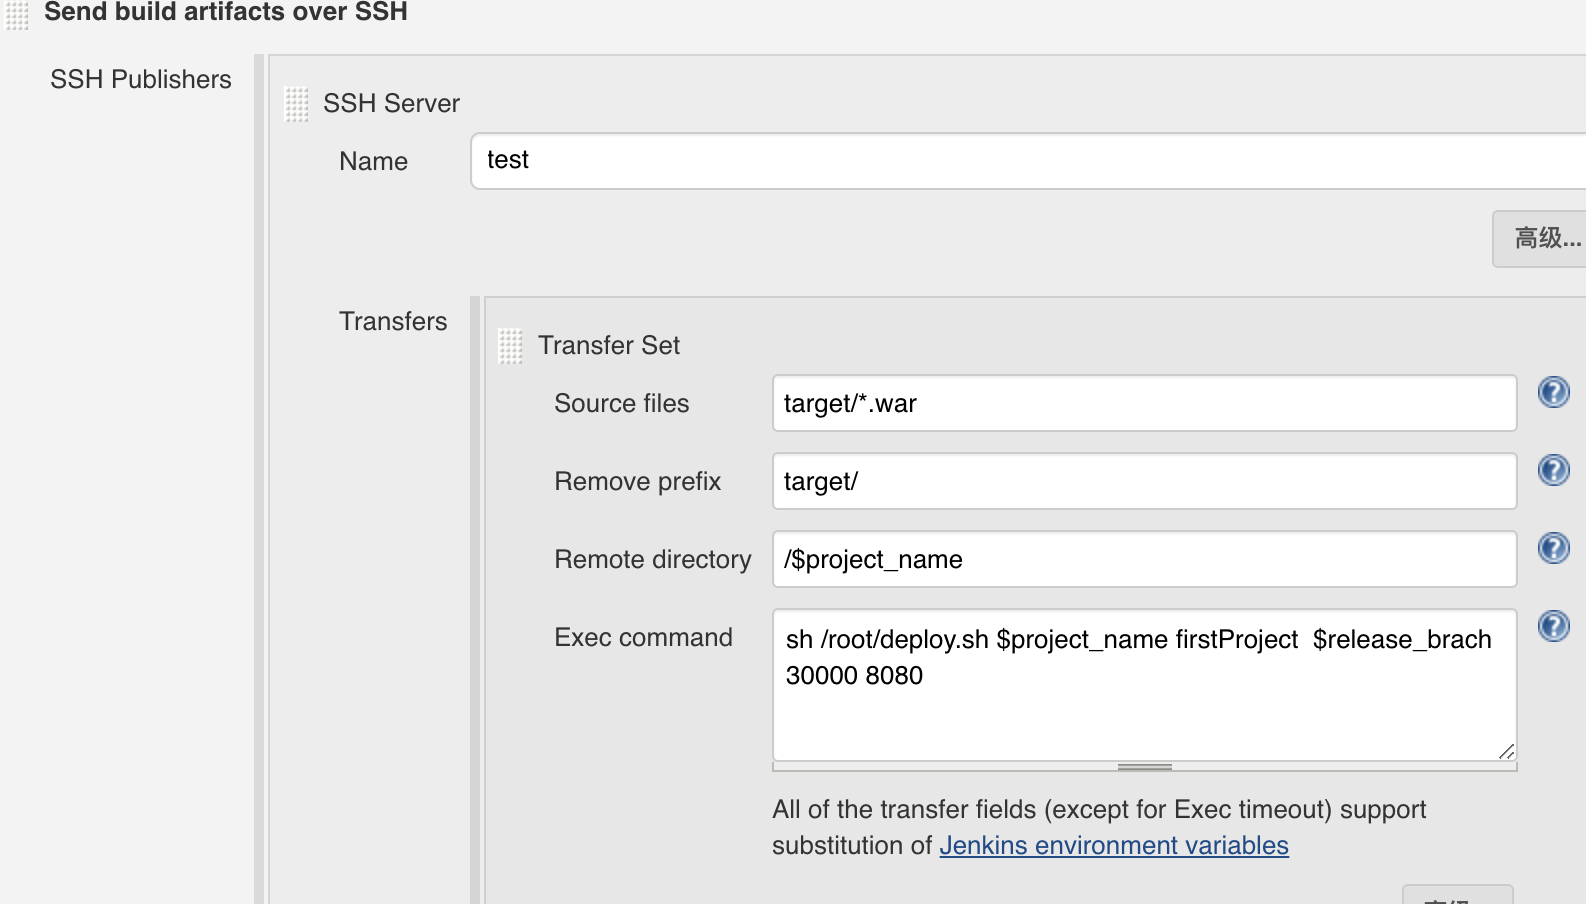 Send build artifacts over SSH
SSH Publishers
SSH Server
Name
test
高级...
Transfers
Transfer Set
Source files
target/*.war
Remove prefix
target/
Remote directory
/$project_name
Exec command
sh /root/deploy.sh $project_name firstProject  $release_brach
30000 8080
All of the transfer fields (except for Exec timeout) support
substitution of Jenkins environment variables